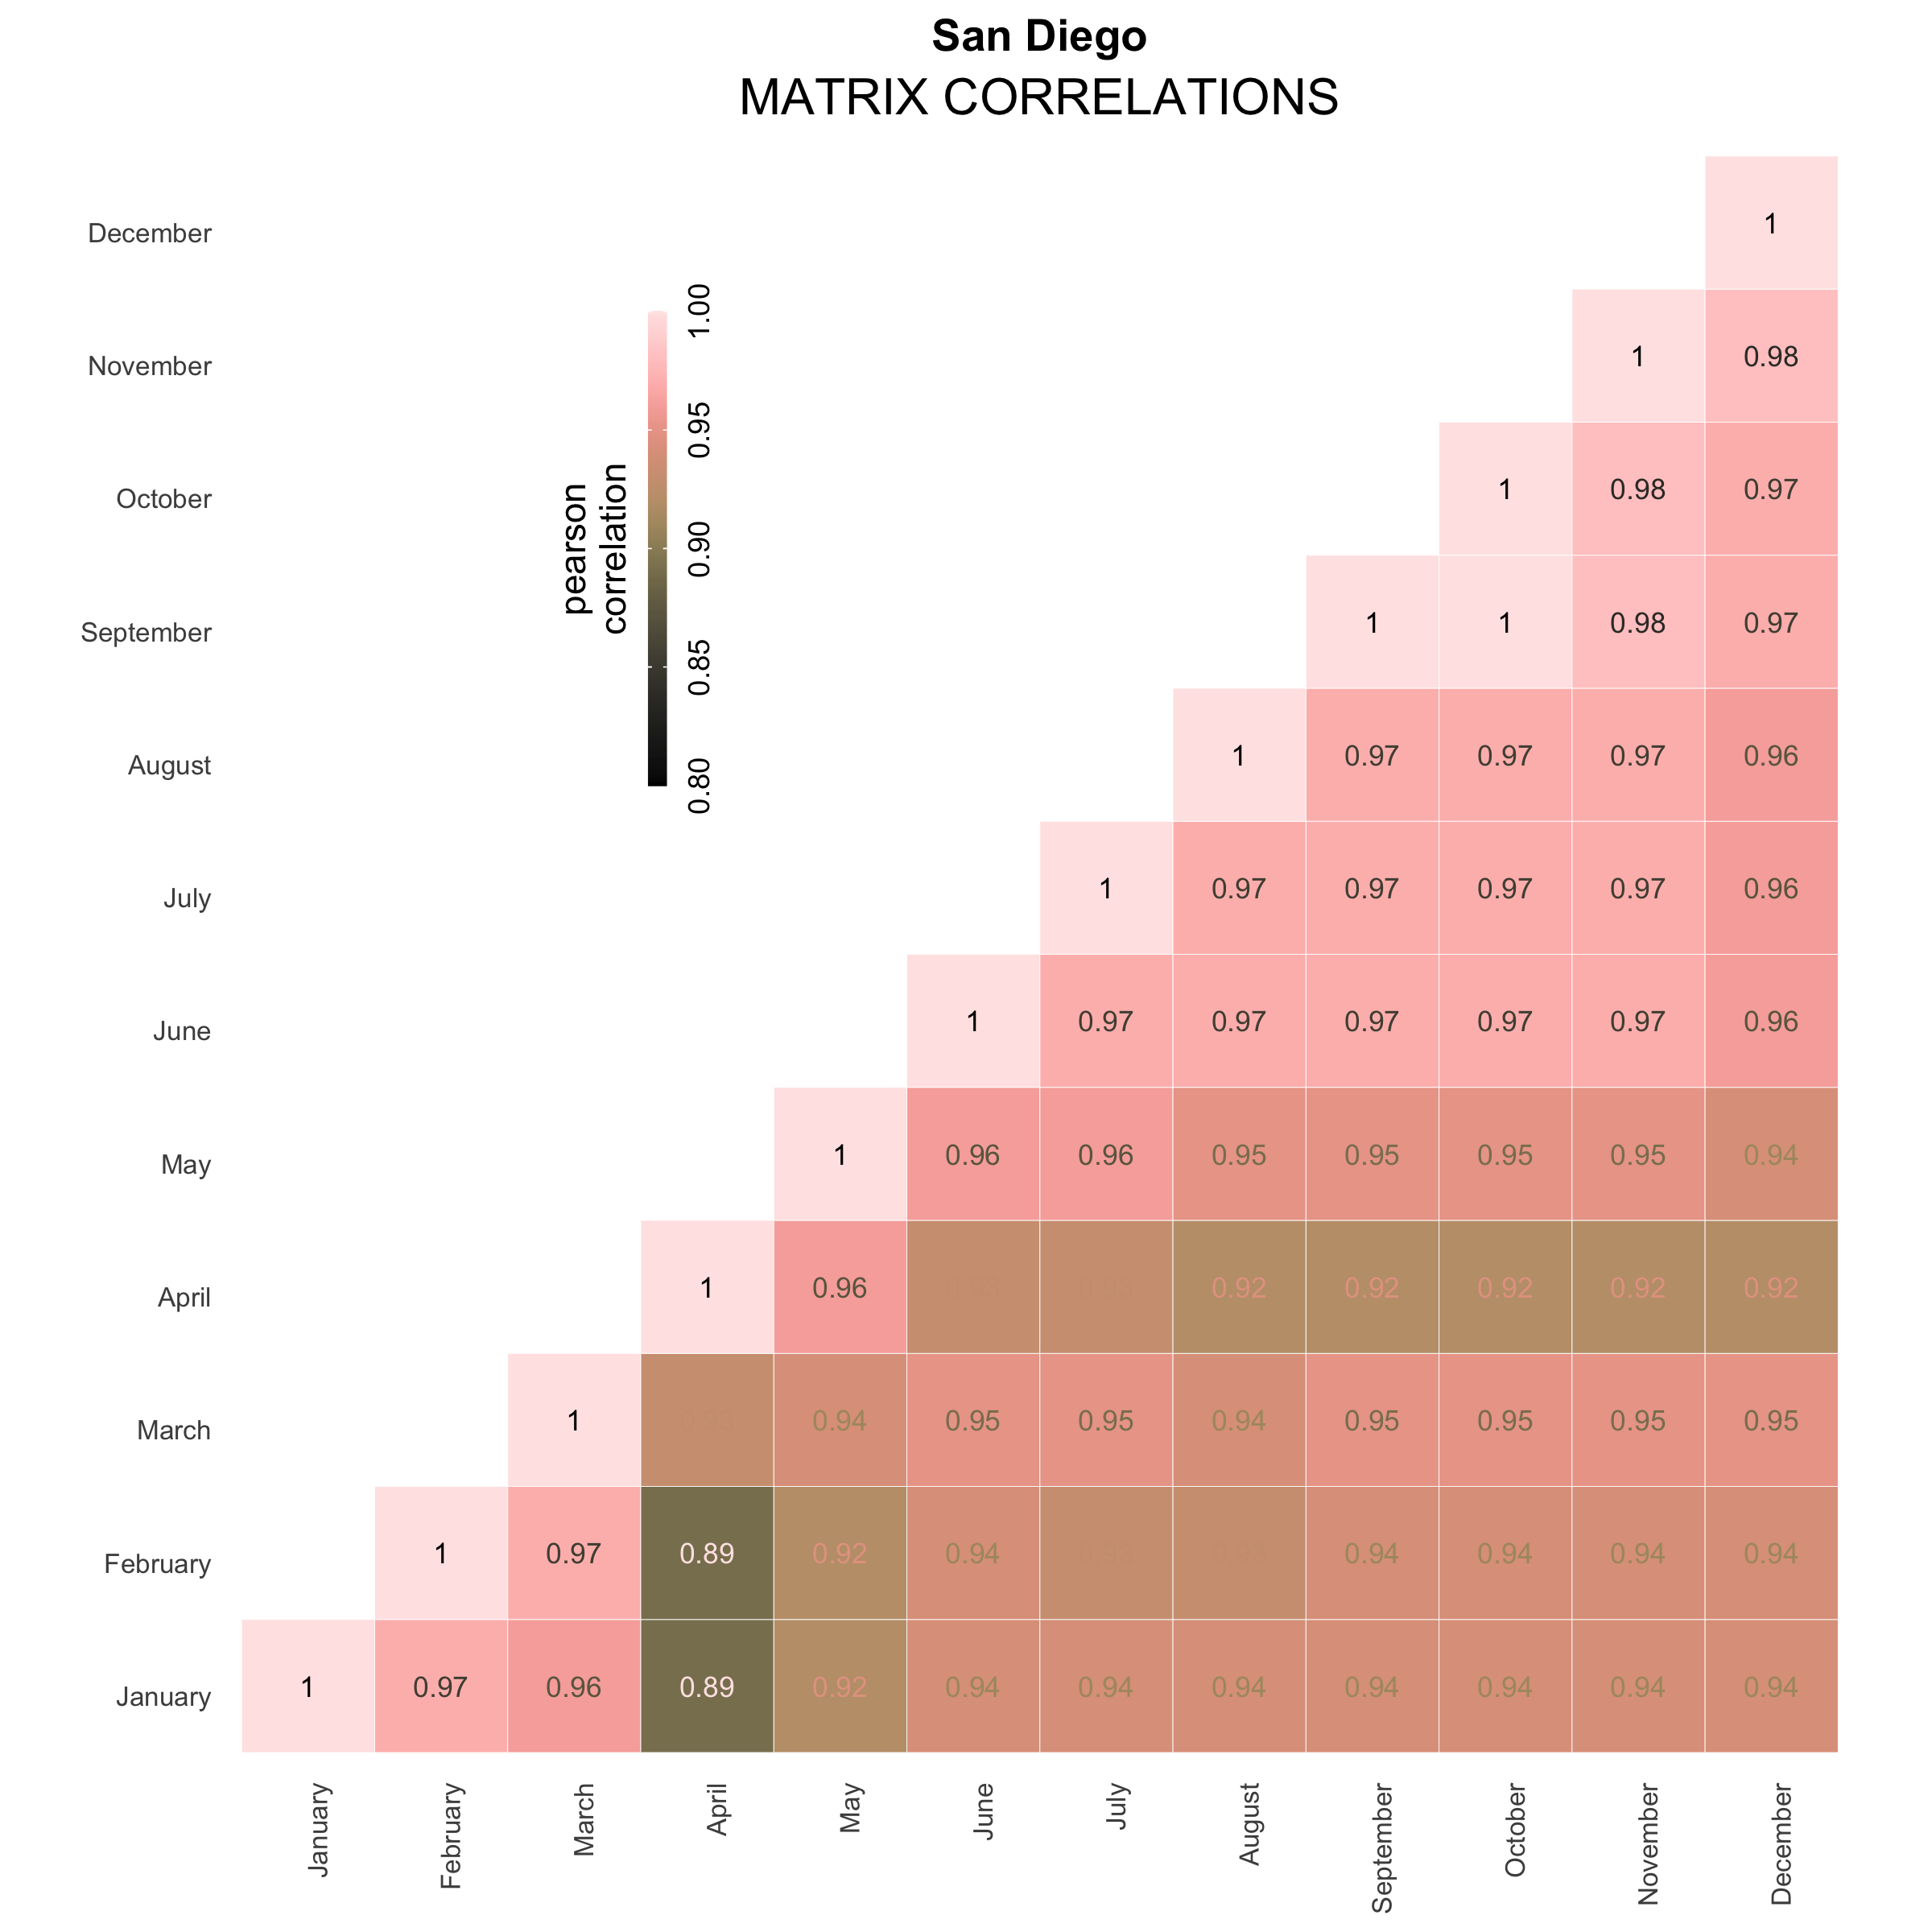 San Diego
MATRIX CORRELATIONS
December 1
November 1 0.98
October 1 0.98 0.97
September 1 1 0.98 0.97
August 1 0.97 0.97 0.97 0.96
July 1 0.97 0.97 0.97 0.97 0.96
June 1 0.97 0.97 0.97 0.97 0.97 0.96
May 1 0.96 0.96 0.95 0.95 0.95 0.95 0.94
April 1 0.96 0.92 0.92 0.92 0.92 0.92
March 1 0.94 0.95 0.95 0.94 0.95 0.95 0.95 0.95
February 1 0.97 0.89 0.92 0.94 0.94 0.94 0.94 0.94
January 1 0.97 0.96 0.89 0.92 0.94 0.94 0.94 0.94 0.94 0.94 0.94
January February March April May June July August September October November December
pearson
correlation
0.80 0.85 0.90 0.95 1.00